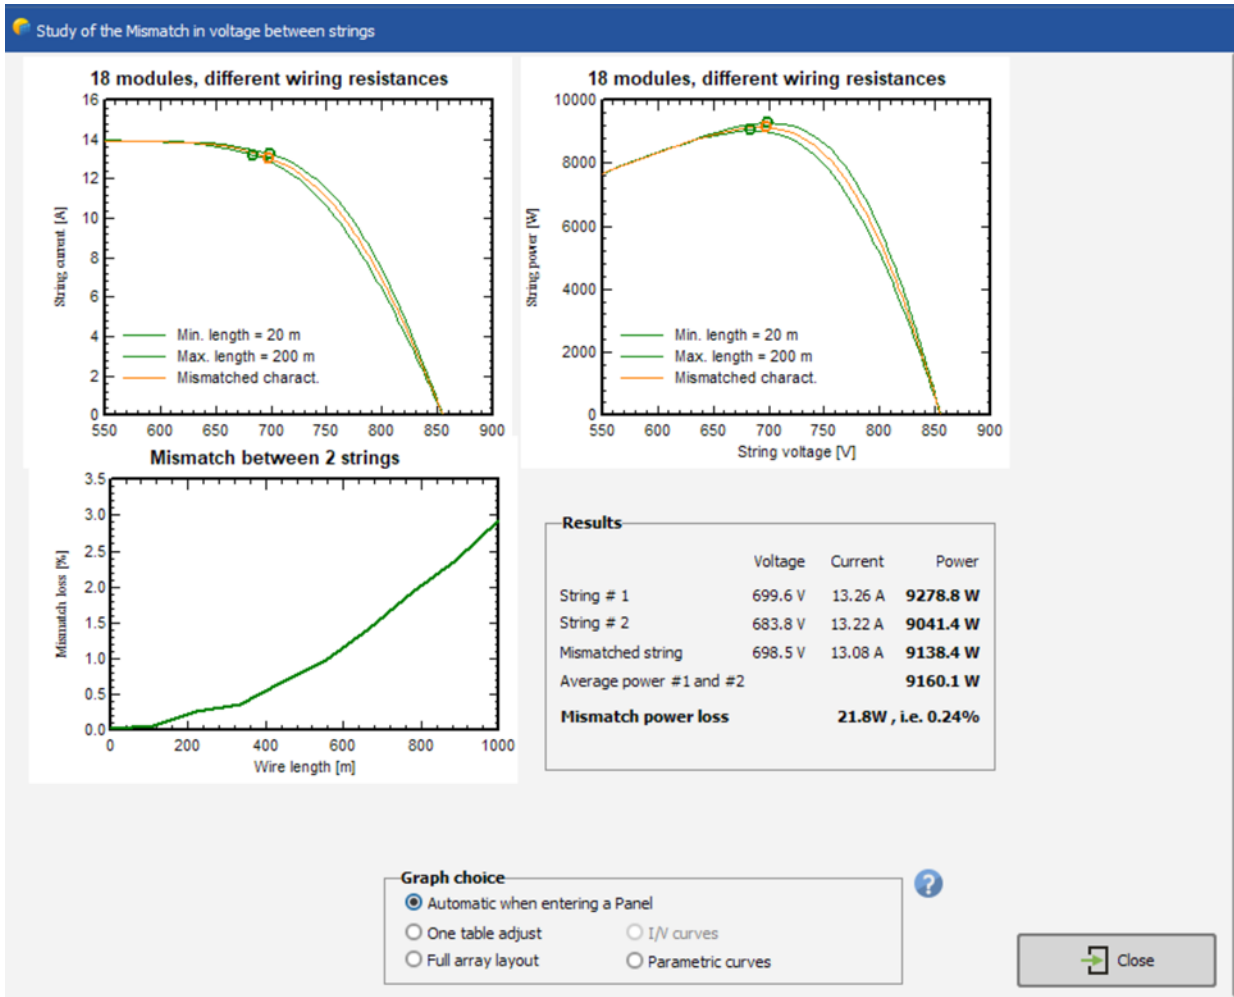 Study of the Mismatch in voltage between strings
18 modules, different wiring resistances
16
14
12
10
8
6
4
2
0
String current [A]
Min. length = 20 m
Max. length = 200 m
Mismatched charact.
550 600 650 700 750 800 850 900
18 modules, different wiring resistances
10000
8000
6000
4000
2000
0
String power [W]
Min. length = 20 m
Max. length = 200 m
Mismatched charact.
550 600 650 700 750 800 850 900
String voltage [V]
Mismatch between 2 strings
3.5
3.0
2.5
2.0
1.5
1.0
0.5
0.0
Mismatch loss [%]
0 200 400 600 800 1000
Wire length [m]
Results
Voltage Current Power
String # 1 699.6 V 13.26 A 9278.8 W
String # 2 683.8 V 13.22 A 9041.4 W
Mismatched string 698.5 V 13.08 A 9138.4 W
Average power #1 and #2 9160.1 W
Mismatch power loss 21.8W , i.e. 0.24%
Graph choice
Automatic when entering a Panel
One table adjust I/V curves
Full array layout Parametric curves
?
Close